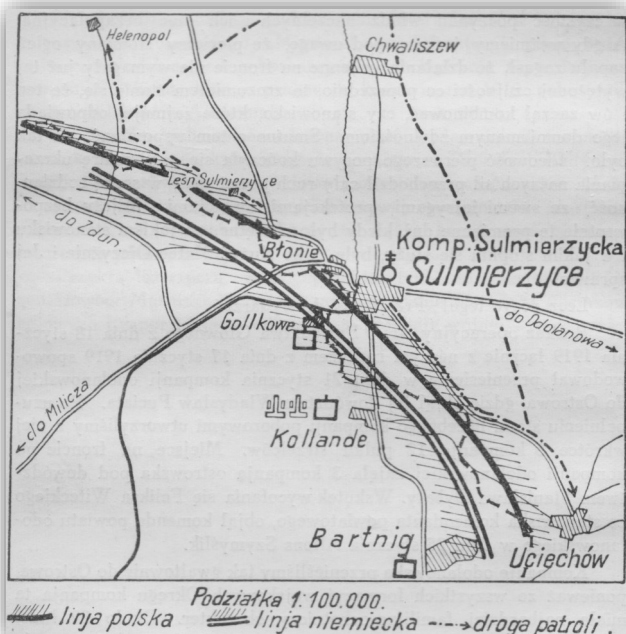 Helenopol
Chwaliszew
Leśn Sulmierzyce
do Zdun
Błonie
Komp. Sulmierzycka
Sulmierzyce
do Odolanowa
Gollkowe
do Milicza
Kollande
Bartnig
Uciechów
Podziałka 1:100.000.
linja polska linja niemiecka droga patroli